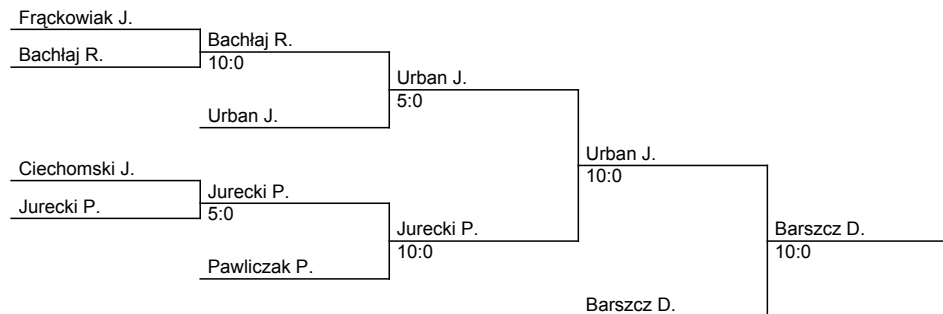 Frąckowiak J.
Bachłaj R.
Bachłaj R.
10:0
Urban J.
5:0
Urban J.
Urban J.
10:0
Ciechomski J.
Jurecki P.
Jurecki P.
5:0
Jurecki P.
10:0
Barszcz D.
10:0
Pawliczak P.
Barszcz D.